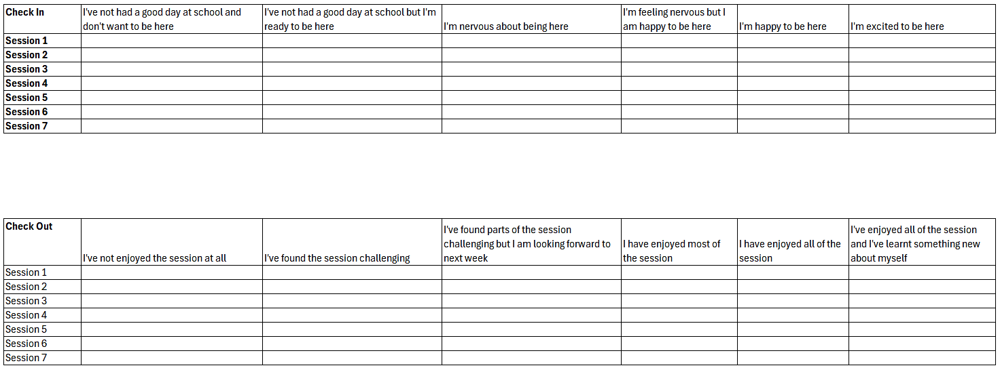 Check In
I've not had a good day at school and
don't want to be here
I've not had a good day at school but I'm
ready to be here
I'm nervous about being here
I'm feeling nervous but I
am happy to be here
I'm happy to be here
I'm excited to be here
Session 1
Session 2
Session 3
Session 4
Session 5
Session 6
Session 7
Check Out
I've not enjoyed the session at all
I've found the session challenging
I've found parts of the session
challenging but I am looking forward to
next week
I have enjoyed most of
the session
I have enjoyed all of the
session
I've enjoyed all of the session
and I've learnt something new
about myself
Session 1
Session 2
Session 3
Session 4
Session 5
Session 6
Session 7